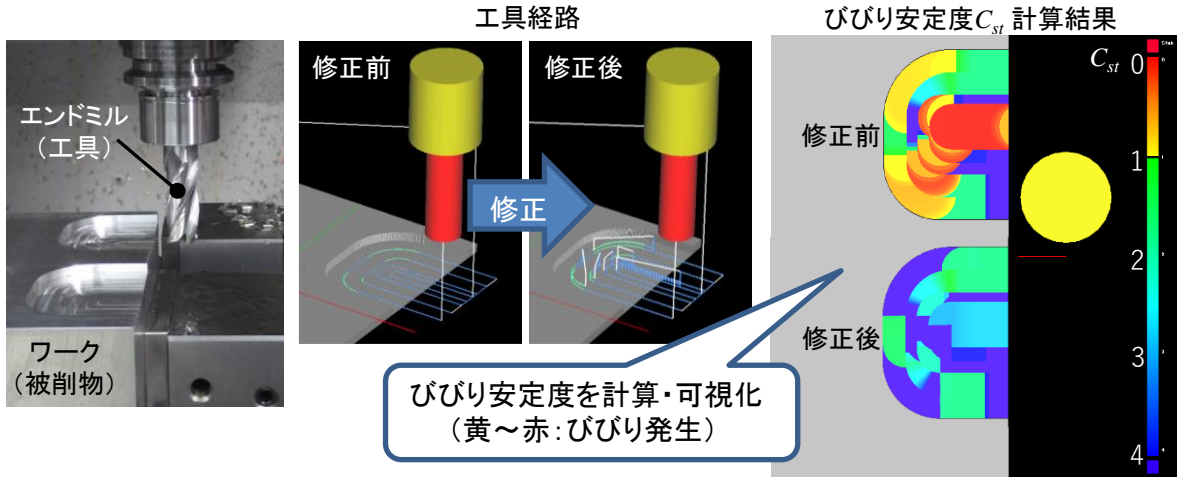 工具経路
びびり安定度C_st 計算結果
修正前
修正後
エンドミル
（工具）
修正
ワーク
（被削物）
びびり安定度を計算・可視化
（黄～赤：びびり発生）
修正前
修正後
C_st
0
1
2
3
4